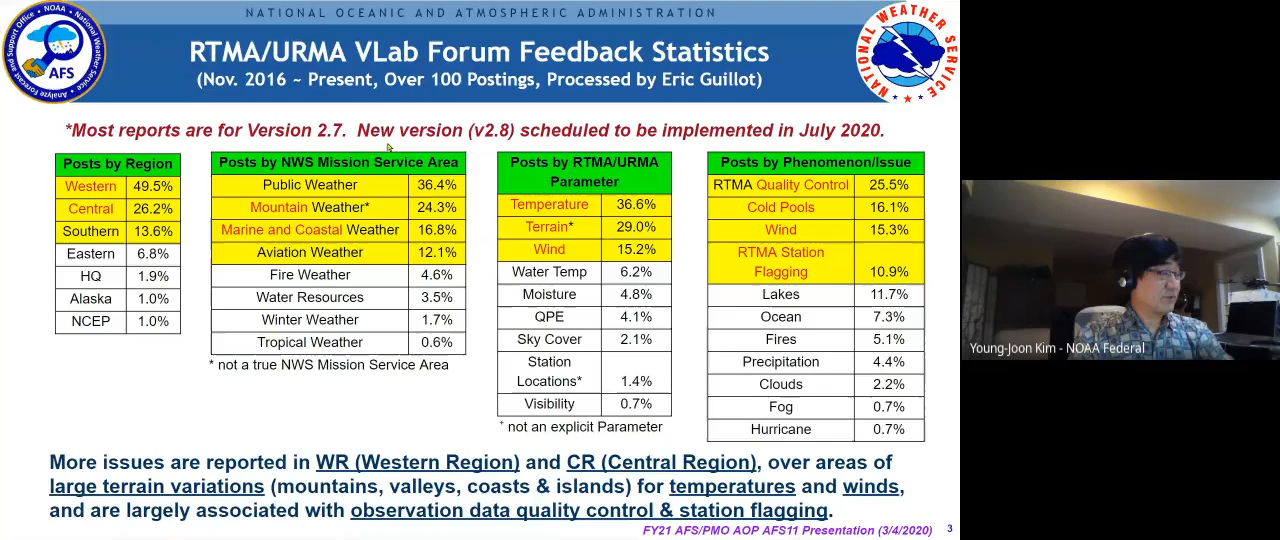 NATIONAL OCEANIC AND ATMOSPHERIC ADMINISTRATION
Analyze Forecast and Support Office • NOAA • National Weather Service •
AFS
NATIONAL WEATHER SERVICE
RTMA/URMA VLab Forum Feedback Statistics
(Nov. 2016 ~ Present, Over 100 Postings, Processed by Eric Guillot)
*Most reports are for Version 2.7. New version (v2.8) scheduled to be implemented in July 2020.
Posts by Region
Western 49.5%
Central 26.2%
Southern 13.6%
Eastern 6.8%
HQ 1.9%
Alaska 1.0%
NCEP 1.0%
Posts by NWS Mission Service Area
Public Weather 36.4%
Mountain Weather* 24.3%
Marine and Coastal Weather 16.8%
Aviation Weather 12.1%
Fire Weather 4.6%
Water Resources 3.5%
Winter Weather 1.7%
Tropical Weather 0.6%
* not a true NWS Mission Service Area
Posts by RTMA/URMA
Parameter
Temperature 36.6%
Terrain* 29.0%
Wind 15.2%
Water Temp 6.2%
Moisture 4.8%
QPE 4.1%
Sky Cover 2.1%
Station
Locations* 1.4%
Visibility 0.7%
* not an explicit Parameter
Posts by Phenomenon/Issue
RTMA Quality Control 25.5%
Cold Pools 16.1%
Wind 15.3%
RTMA Station
Flagging 10.9%
Lakes 11.7%
Ocean 7.3%
Fires 5.1%
Precipitation 4.4%
Clouds 2.2%
Fog 0.7%
Hurricane 0.7%
More issues are reported in WR (Western Region) and CR (Central Region), over areas of
large terrain variations (mountains, valleys, coasts & islands) for temperatures and winds,
and are largely associated with observation data quality control & station flagging.
FY21 AFS/PMO AOP AFS11 Presentation (3/4/2020) 3
Young-Joon Kim - NOAA Federal